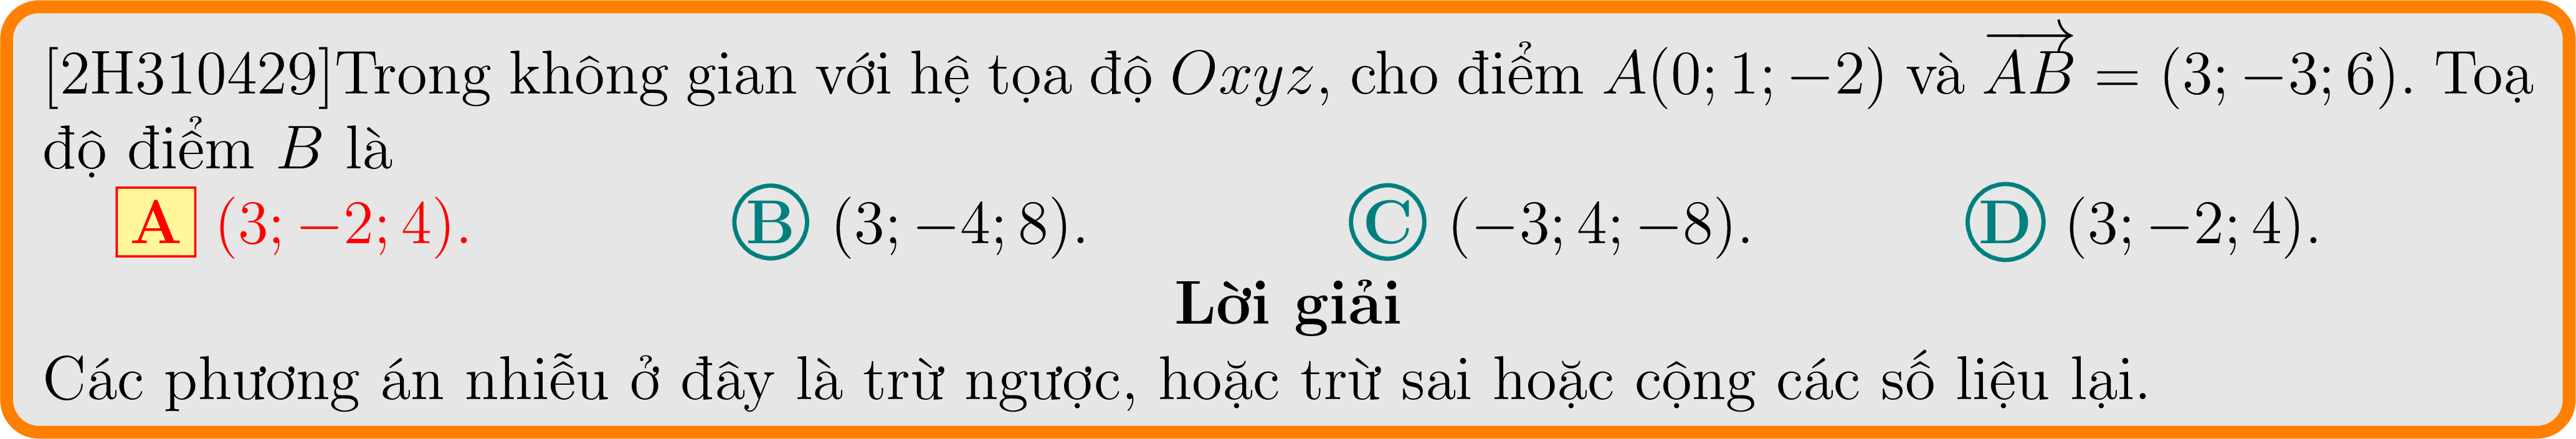 [2H310429]Trong không gian với hệ tọa độ Oxyz, cho điểm A(0; 1; −2) và $\overrightarrow{AB}$ = (3; −3; 6). Toạ
độ điểm B là
A (3; −2; 4). B (3; −4; 8). C (−3; 4; −8). D (3; −2; 4).
Lời giải
Các phương án nhiễu ở đây là trừ ngược, hoặc trừ sai hoặc cộng các số liệu lại.